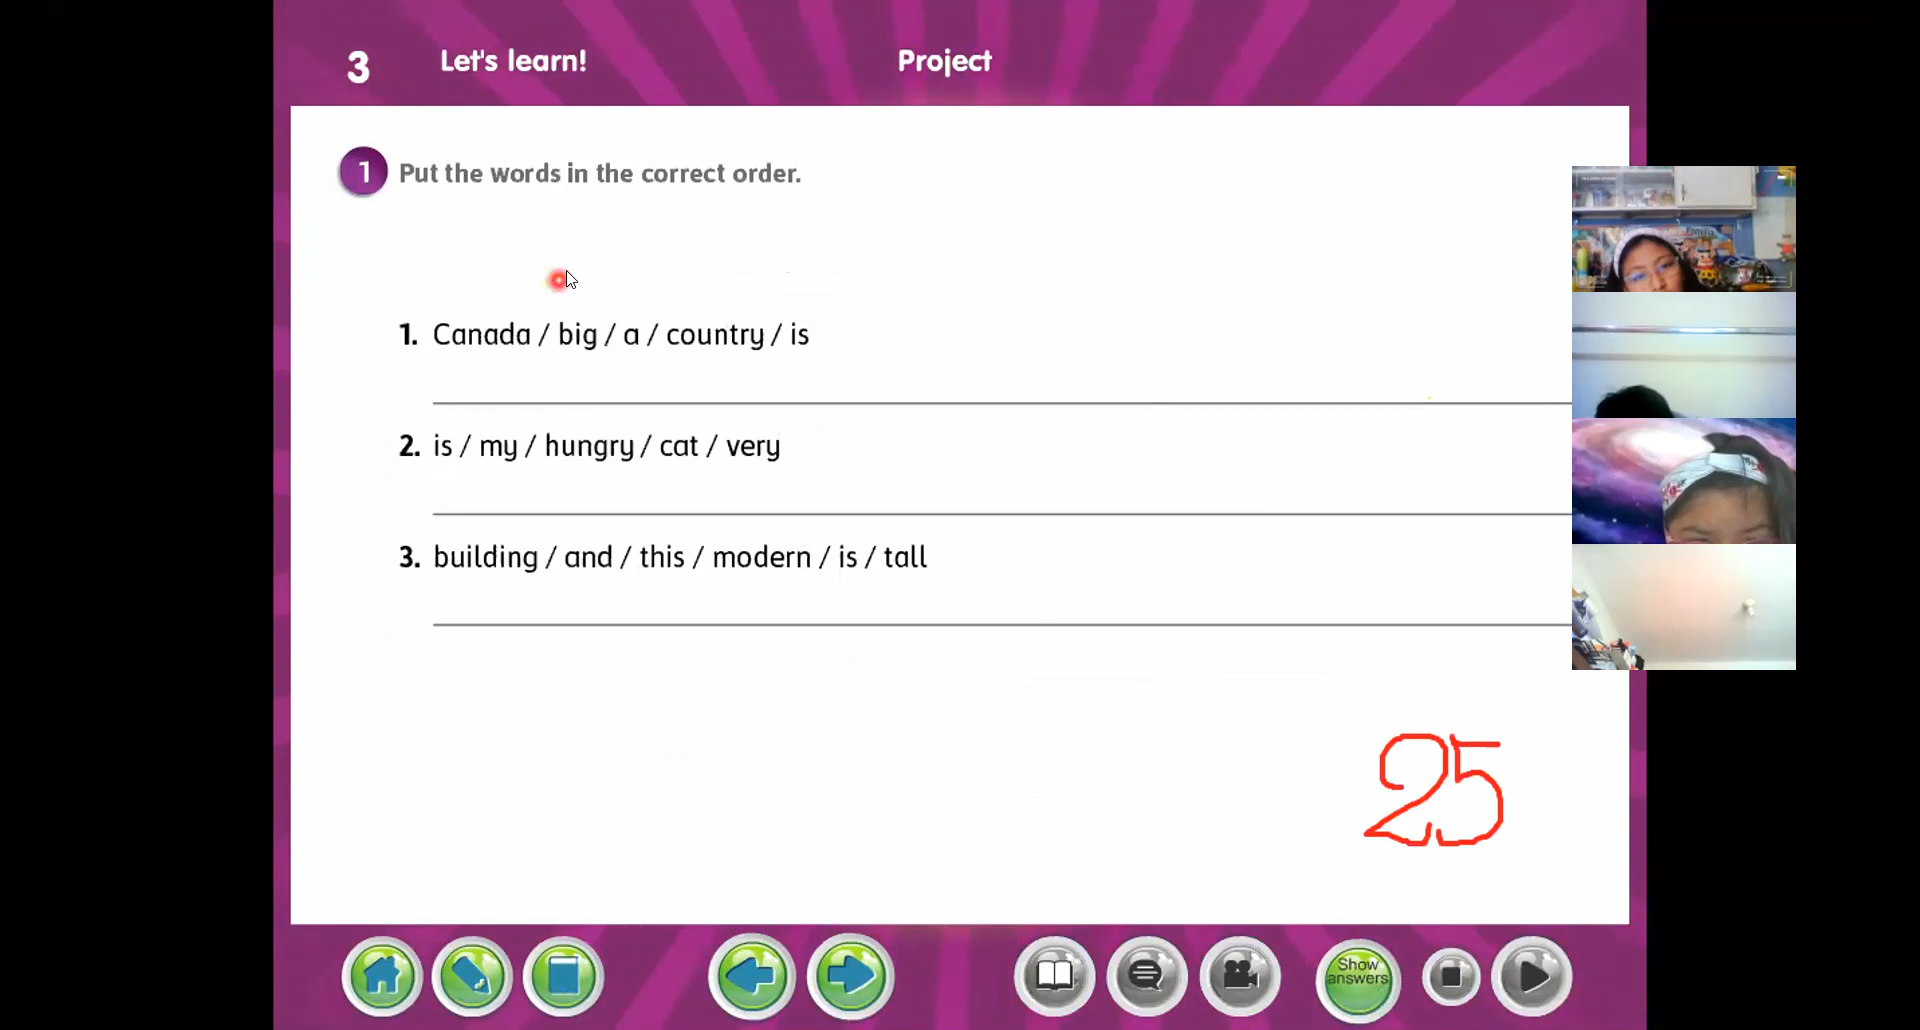 3 Let's learn! Project
1 Put the words in the correct order.
1. Canada / big / a / country / is
2. is / my / hungry / cat / very
3. building / and / this / modern / is / tall
25
Show
answers